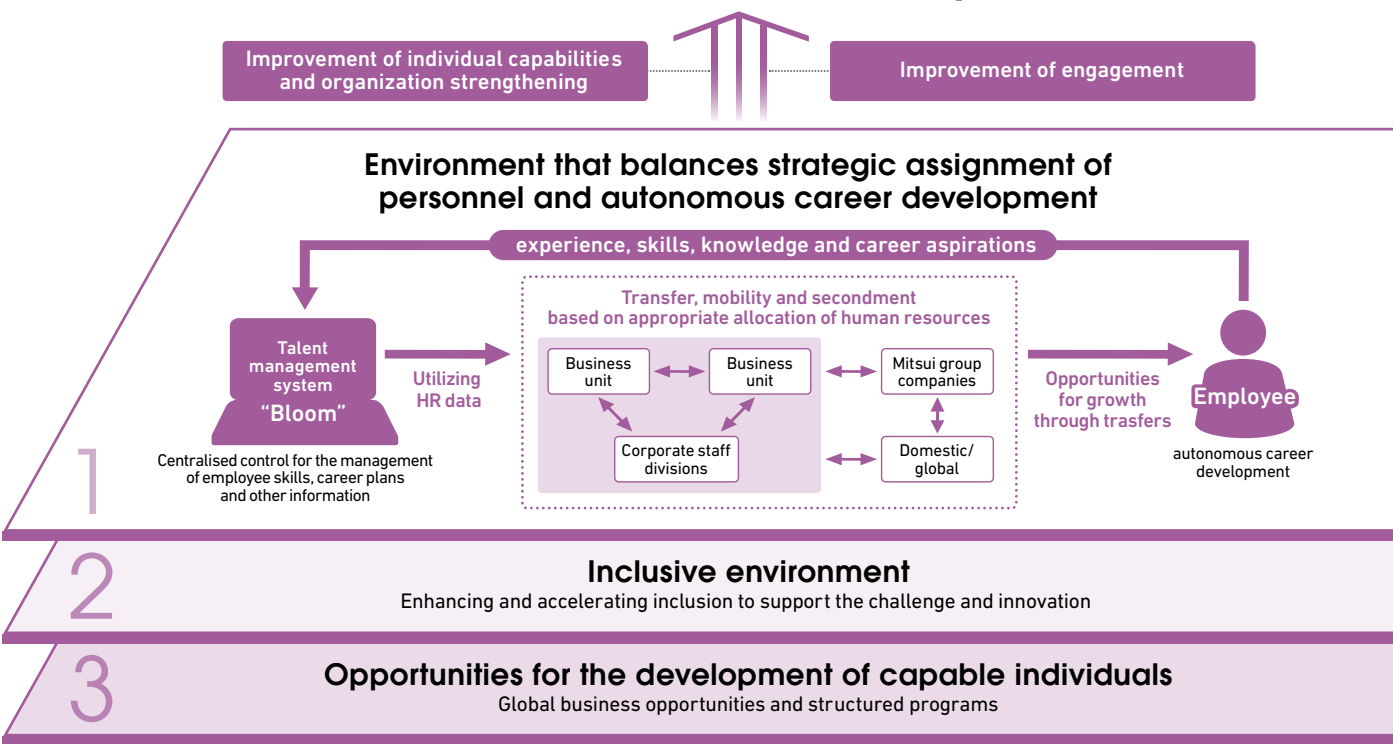 Improvement of individual capabilities
and organization strengthening
Improvement of engagement
Environment that balances strategic assignment of
personnel and autonomous career development
experience, skills, knowledge and career aspirations
Talent
management
system
“Bloom”
Centralised control for the management
of employee skills, career plans
and other information
Utilizing
HR data
Transfer, mobility and secondment
based on appropriate allocation of human resources
Business
unit
Business
unit
Corporate staff
divisions
Mitsui group
companies
Domestic/
global
Opportunities
for growth
through trasfers
Employee
autonomous career
development
1
2
Inclusive environment
Enhancing and accelerating inclusion to support the challenge and innovation
3
Opportunities for the development of capable individuals
Global business opportunities and structured programs